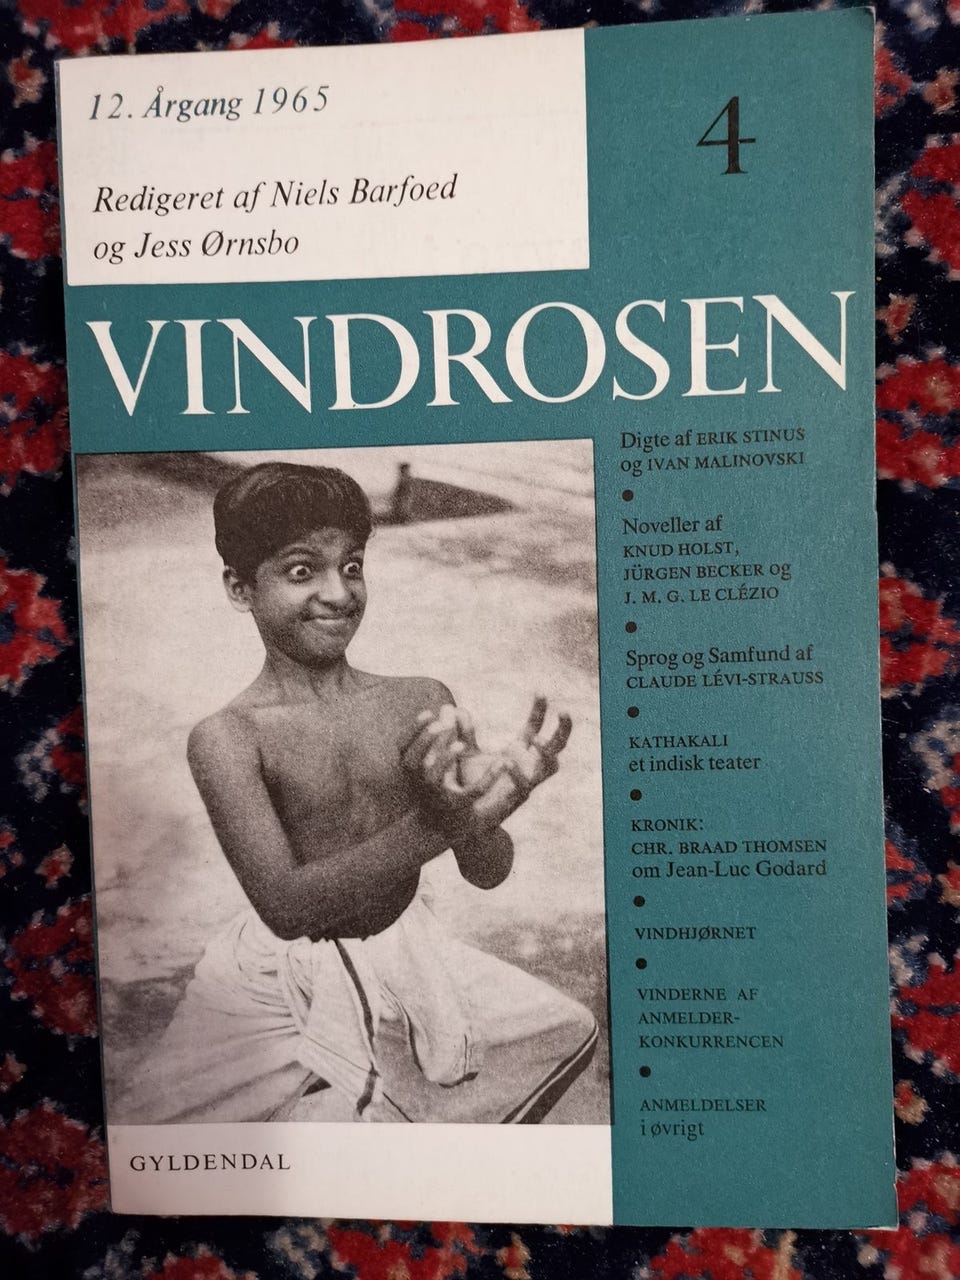 12. Årgang 1965
4
Redigeret af Niels Barfoed
og Jess Ørnsbo
VINDROSEN
Digte af ERIK STINUS
og IVAN MALINOVSKI
Noveller af
KNUD HOLST,
JÜRGEN BECKER og
J. M. G. LE CLÉZIO
Sprog og Samfund af
CLAUDE LÉVI-STRAUSS
KATHAKALI
et indisk teater
KRONIK:
CHR. BRAAD THOMSEN
om Jean-Luc Godard
VINDHJØRNET
VINDERNE AF
ANMELDER-
KONKURRENCEN
ANMELDELSER
i øvrigt
GYLDENDAL